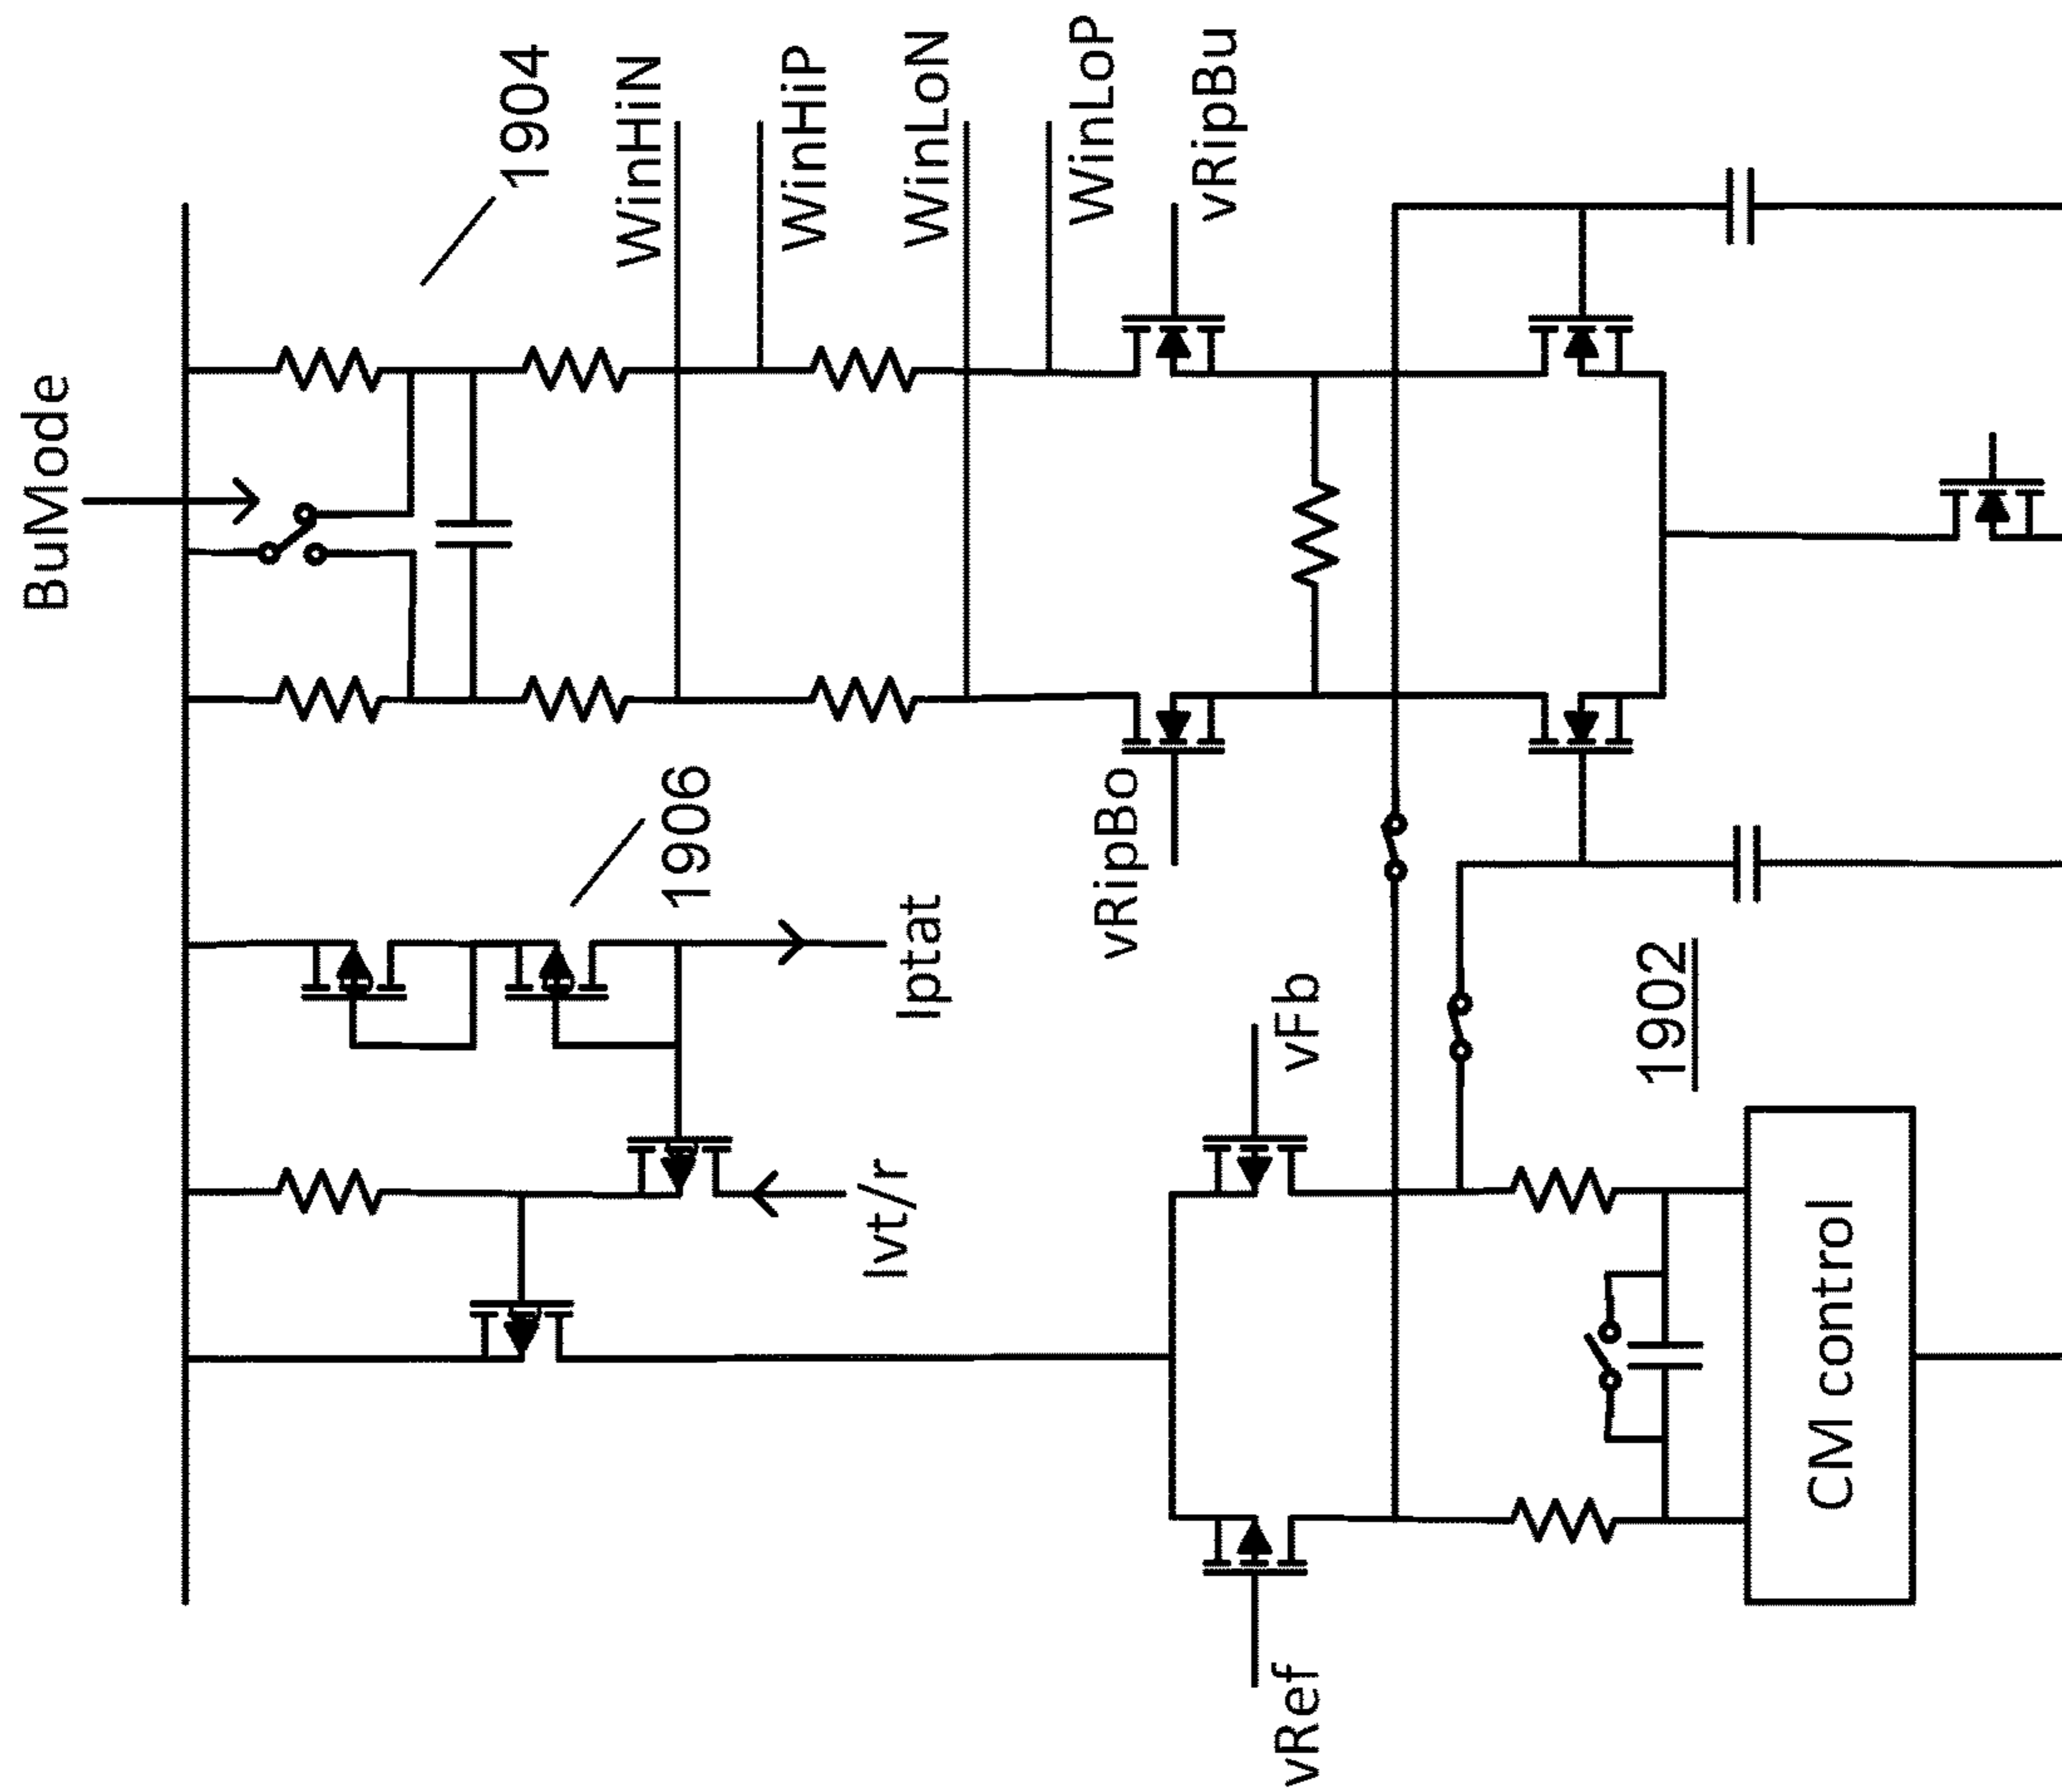 BuMode
1904
WinHiN
WinHiP
WinLoN
WinLoP
vRipBu
1906
vRipBo
Iptat
Ivt/r
vFb
vRef
1902
CM control